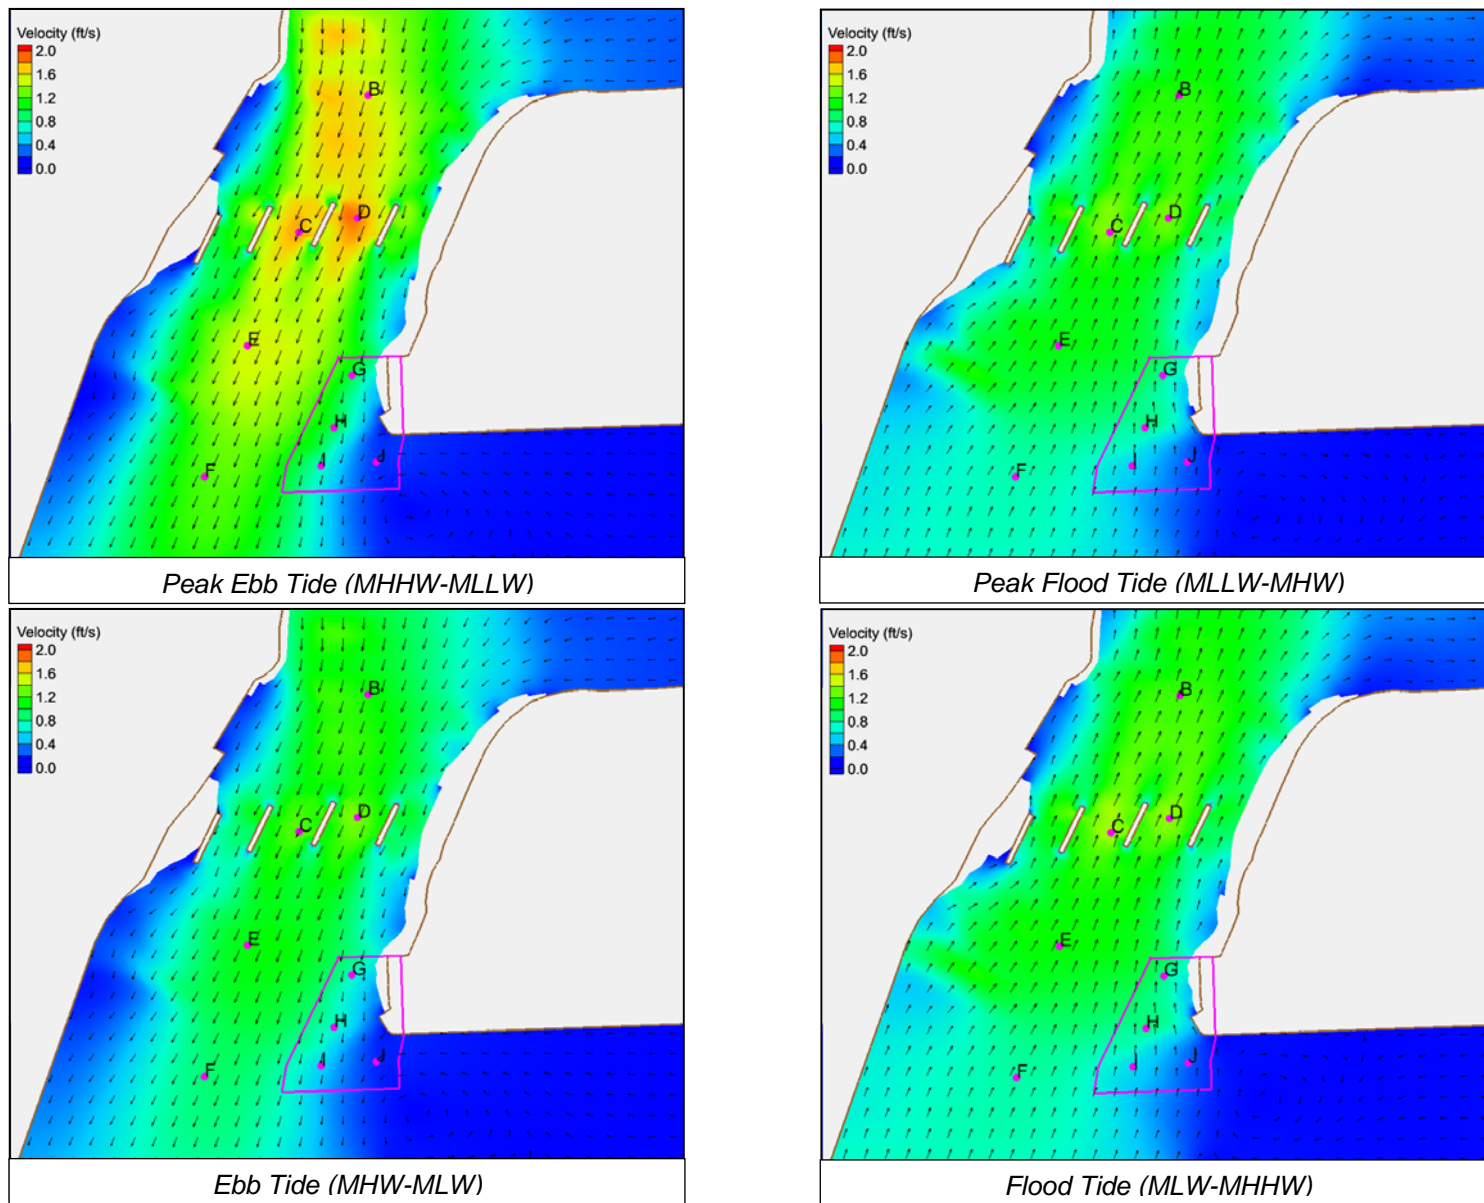 Velocity (ft/s)
2.0
1.6
1.2
0.8
0.4
0.0
B
D
C
E
G
H
I
J
F
Peak Ebb Tide (MHHW-MLLW)
Velocity (ft/s)
2.0
1.6
1.2
0.8
0.4
0.0
B
D
C
E
G
H
I
J
F
Peak Flood Tide (MLLW-MHW)
Velocity (ft/s)
2.0
1.6
1.2
0.8
0.4
0.0
B
D
C
E
G
H
I
J
F
Ebb Tide (MHW-MLW)
Velocity (ft/s)
2.0
1.6
1.2
0.8
0.4
0.0
B
D
C
E
G
H
I
J
F
Flood Tide (MLW-MHHW)